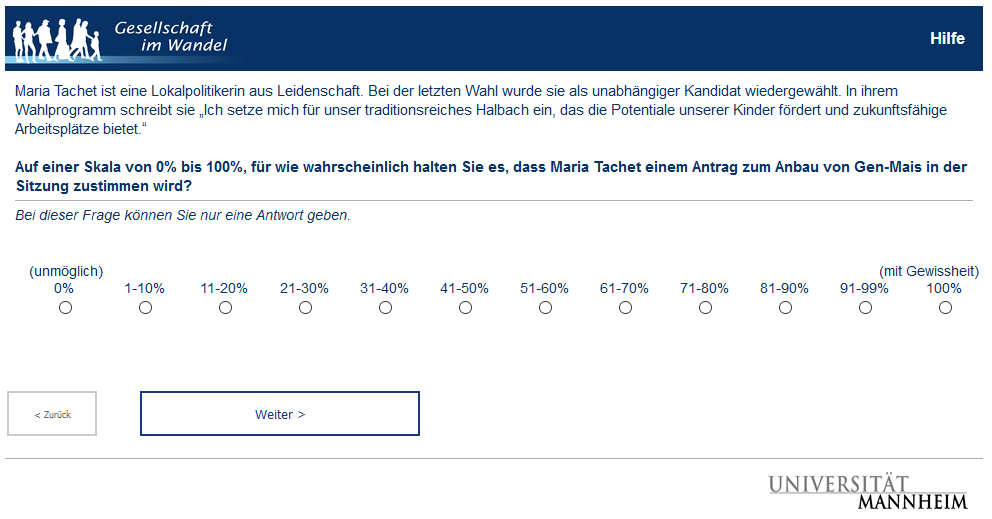 Gesellschaft
im Wandel
Hilfe
Maria Tachet ist eine Lokalpolitikerin aus Leidenschaft. Bei der letzten Wahl wurde sie als unabhängiger Kandidat wiedergewählt. In ihrem
Wahlprogramm schreibt sie „Ich setze mich für unser traditionsreiches Halbach ein, das die Potentiale unserer Kinder fördert und zukunftsfähige
Arbeitsplätze bietet.“
Auf einer Skala von 0% bis 100%, für wie wahrscheinlich halten Sie es, dass Maria Tachet einem Antrag zum Anbau von Gen-Mais in der
Sitzung zustimmen wird?
Bei dieser Frage können Sie nur eine Antwort geben.
(unmöglich) (mit Gewissheit)
0% 1-10% 11-20% 21-30% 31-40% 41-50% 51-60% 61-70% 71-80% 81-90% 91-99% 100%
< Zurück Weiter >
UNIVERSITÄT
MANNHEIM